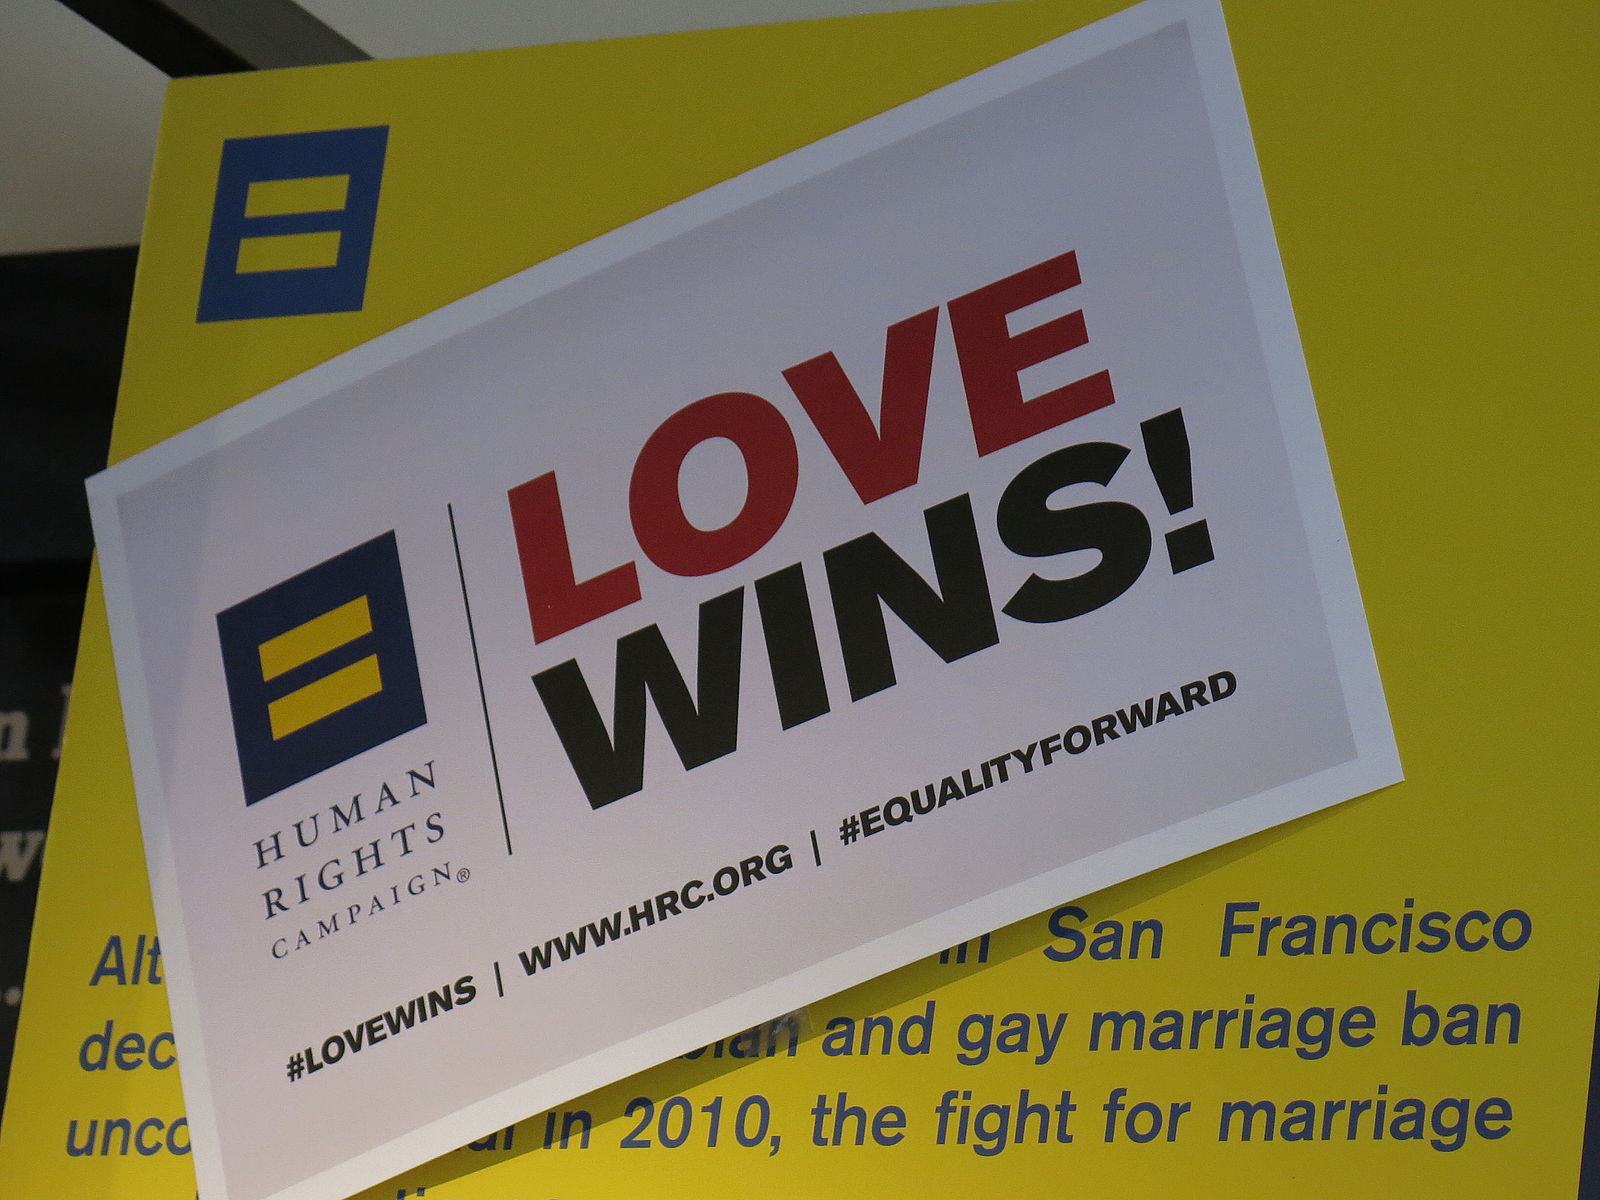 LOVE
WINS!
HUMAN
RIGHTS
CAMPAIGN®
#LOVEWINS | WWW.HRC.ORG | #EQUALITYFORWARD
in San Francisco
and gay marriage ban
in 2010, the fight for marriage